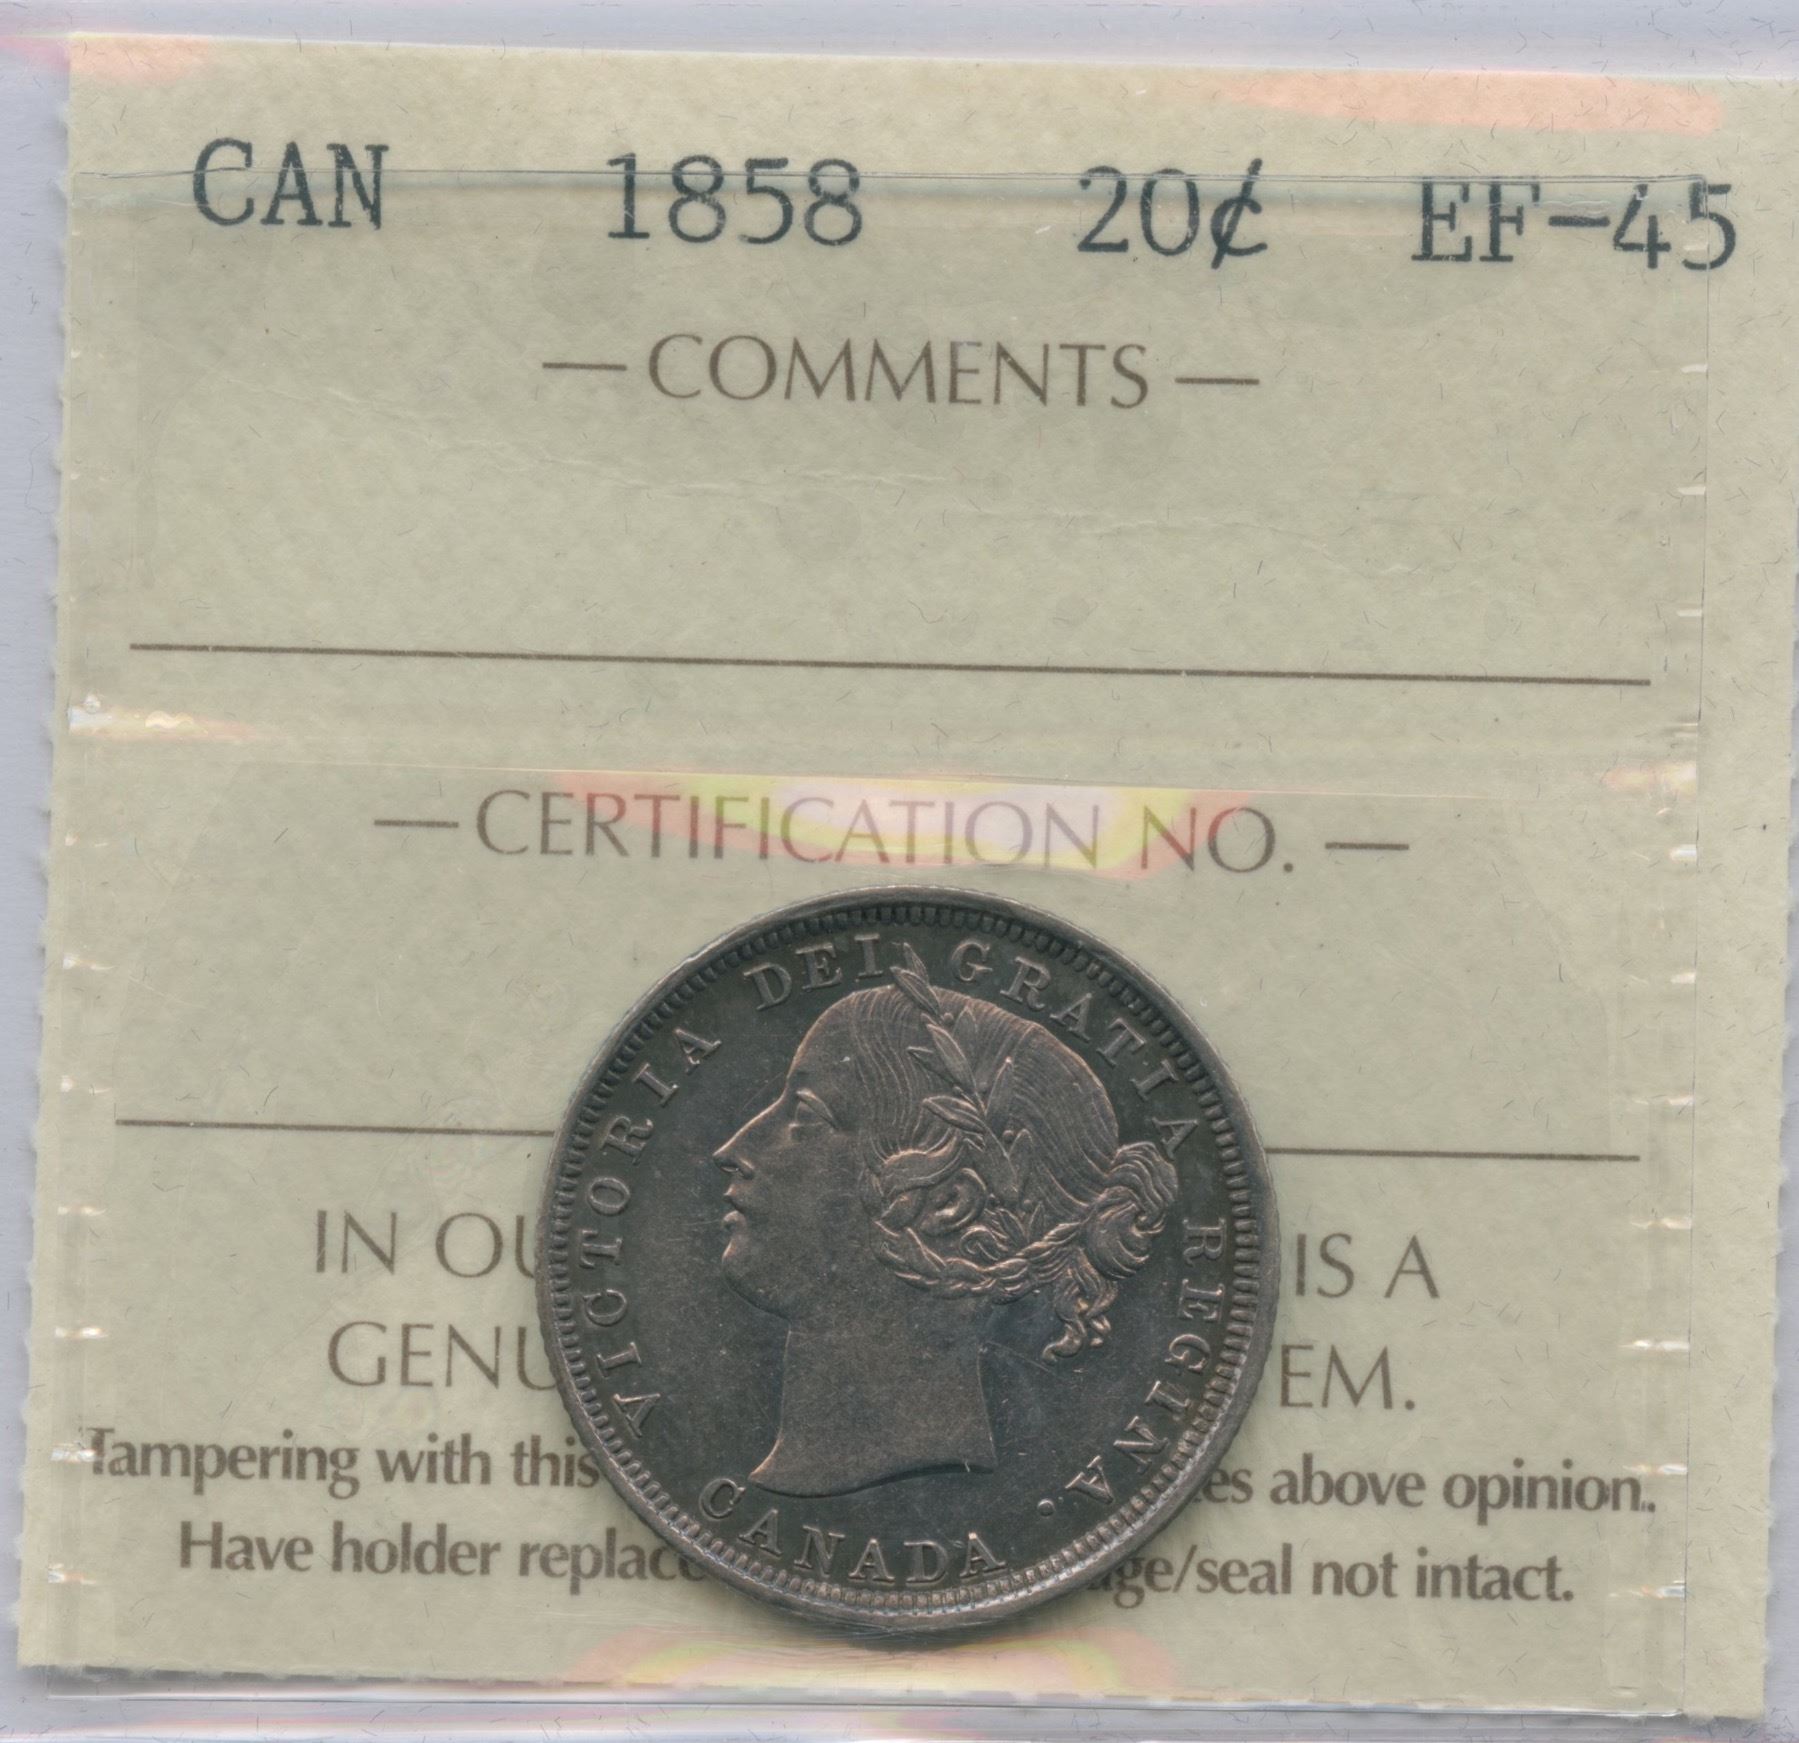 CAN 1858 20¢ EF-45
— COMMENTS —
— CERTIFICATION NO. —
VICTORIA DEI GRATIA REGINA.
CANADA
IN OU IS A
GENU EM.
Tampering with this es above opinion.
Have holder replac ge/seal not intact.